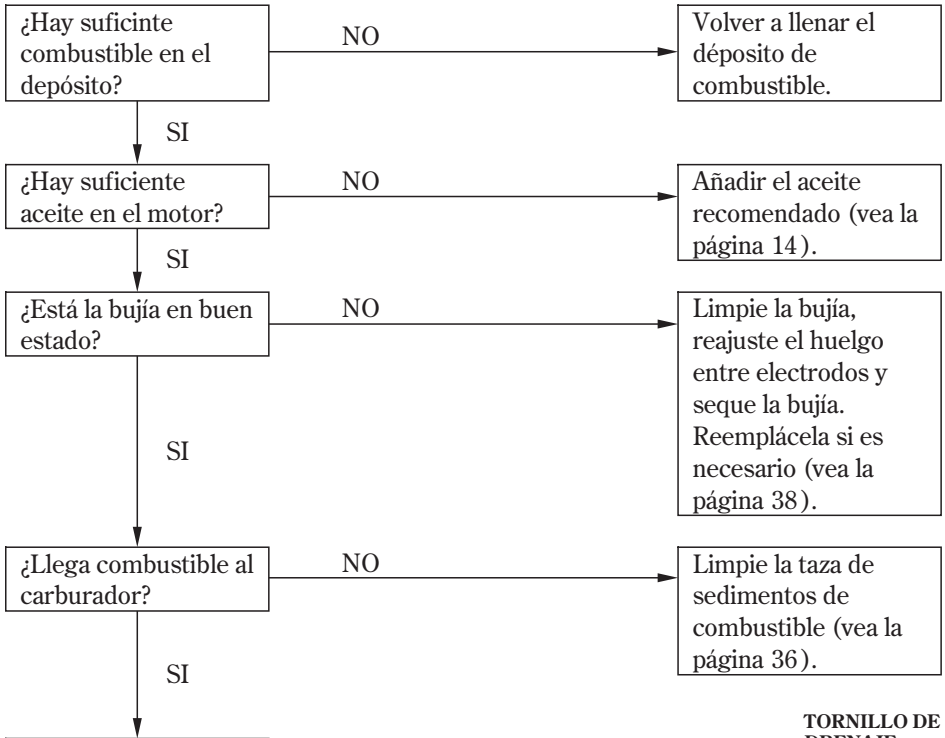 ¿Hay suficinte
combustible en el
depósito?
NO
Volver a llenar el
déposito de
combustible.
SI
¿Hay suficiente
aceite en el motor?
NO
Añadir el aceite
recomendado (vea la
página 14).
SI
¿Está la bujía en buen
estado?
NO
Limpie la bujía,
reajuste el huelgo
entre electrodos y
seque la bujía.
Reemplácela si es
necesario (vea la
página 38).
SI
¿Llega combustible al
carburador?
NO
Limpie la taza de
sedimentos de
combustible (vea la
página 36).
SI
TORNILLO DE
DRENAJE